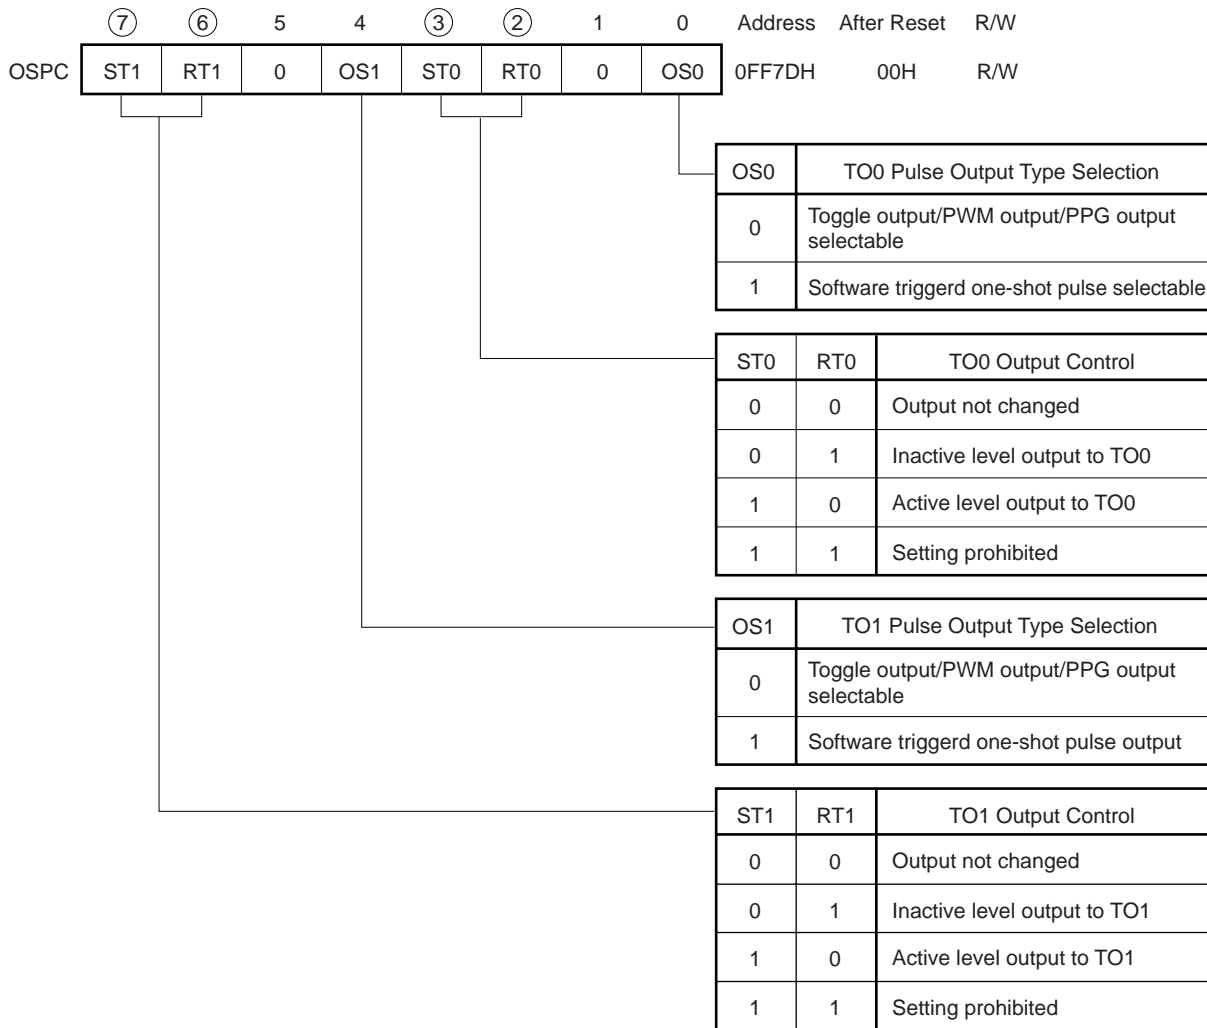 ⑦ ⑥ 5 4 ③ ② 1 0 Address After Reset R/W
OSPC ST1 RT1 0 OS1 ST0 RT0 0 OS0 0FF7DH 00H R/W
OS0 TO0 Pulse Output Type Selection
0 Toggle output/PWM output/PPG output
selectable
1 Software triggerd one-shot pulse selectable
ST0 RT0 TO0 Output Control
0 0 Output not changed
0 1 Inactive level output to TO0
1 0 Active level output to TO0
1 1 Setting prohibited
OS1 TO1 Pulse Output Type Selection
0 Toggle output/PWM output/PPG output
selectable
1 Software triggerd one-shot pulse output
ST1 RT1 TO1 Output Control
0 0 Output not changed
0 1 Inactive level output to TO1
1 0 Active level output to TO1
1 1 Setting prohibited